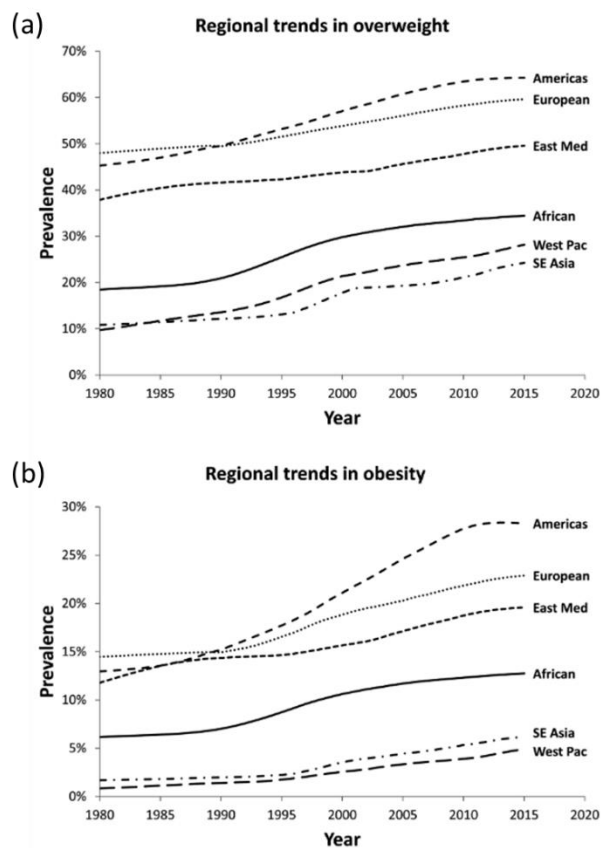 (a)
Regional trends in overweight
70%
60%
50%
40%
30%
20%
10%
0%
Prevalence
Americas
European
East Med
African
West Pac
SE Asia
1980 1985 1990 1995 2000 2005 2010 2015 2020
Year
(b)
Regional trends in obesity
30%
25%
20%
15%
10%
5%
0%
Prevalence
Americas
European
East Med
African
SE Asia
West Pac
1980 1985 1990 1995 2000 2005 2010 2015 2020
Year